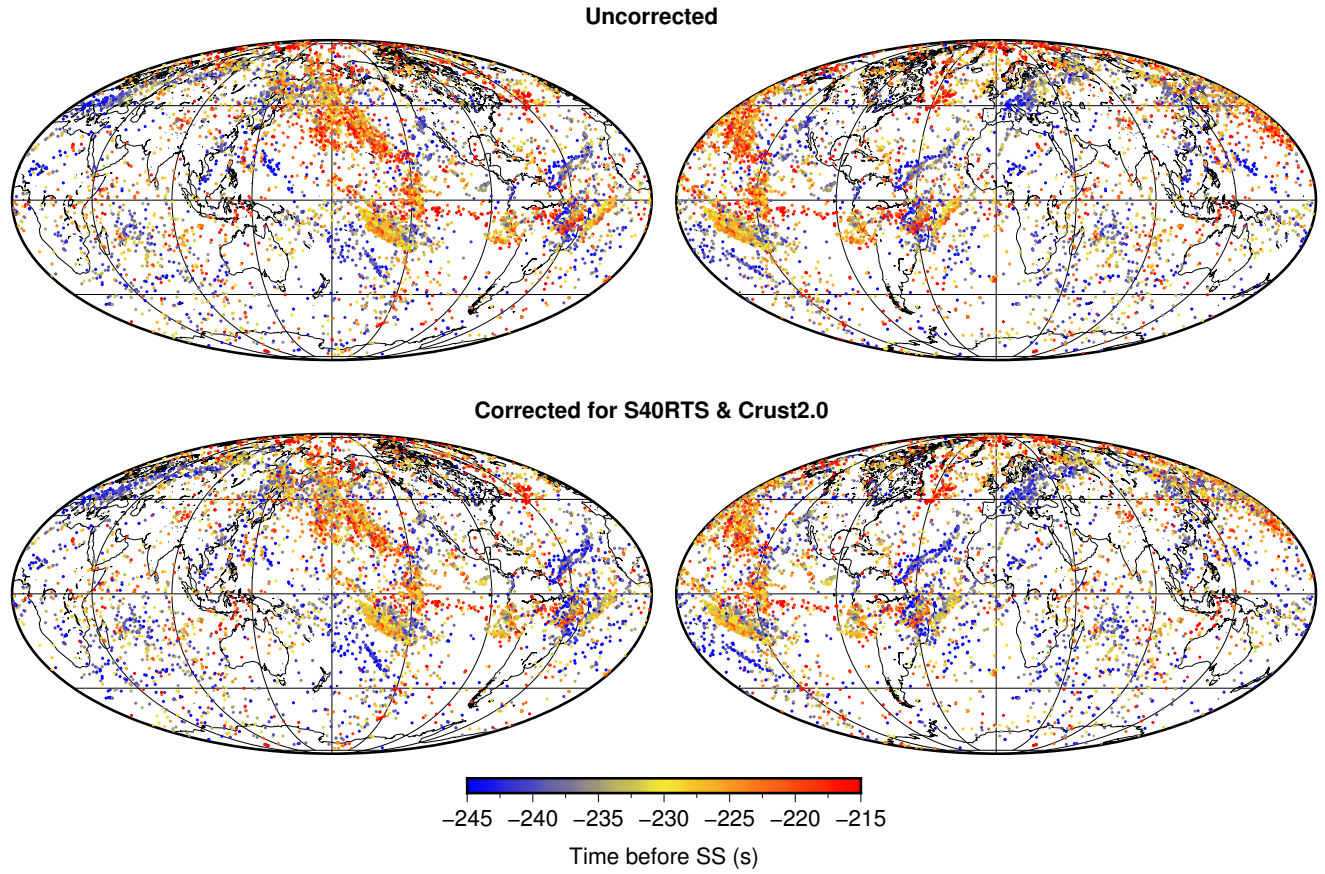 Uncorrected
Corrected for S40RTS & Crust2.0
−245 −240 −235 −230 −225 −220 −215
Time before SS (s)